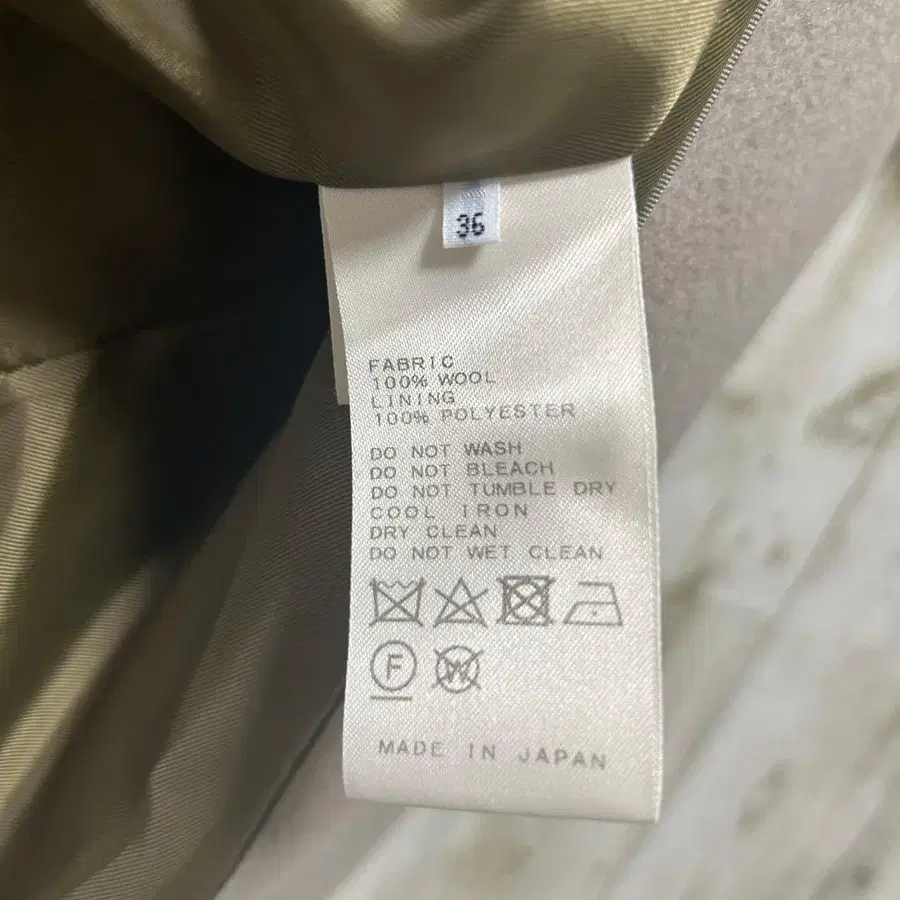 36
FABRIC
100% WOOL
LINING
100% POLYESTER
DO NOT WASH
DO NOT BLEACH
DO NOT TUMBLE DRY
COOL IRON
DRY CLEAN
DO NOT WET CLEAN
F W
MADE IN JAPAN